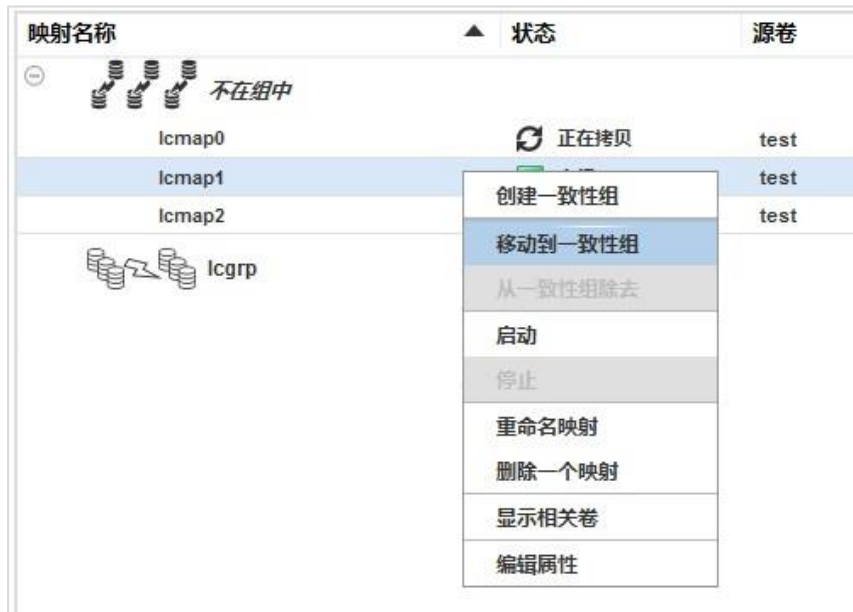 映射名称 状态 源卷
不在组中
lcmap0 正在拷贝 test
lcmap1 test
创建一致性组
lcmap2 test
移动到一致性组
lcgrp
从一致性组除去
启动
停止
重命名映射
删除一个映射
显示相关卷
编辑属性